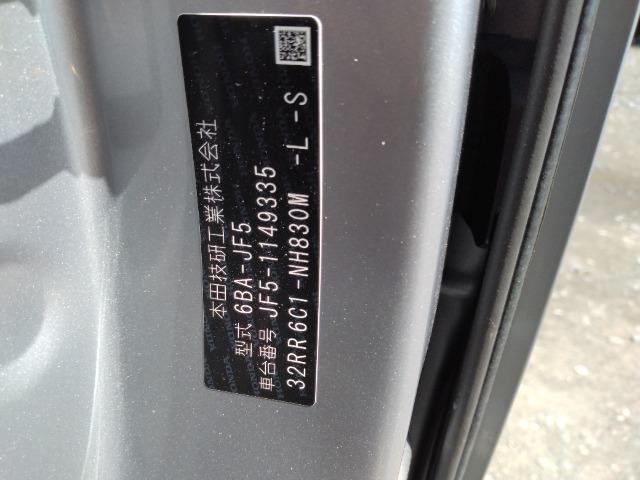 本田技研工業株式会社
型式 6BA-JF5
車台番号 JF5-1149335
32RR6C1-NH830M -L -S